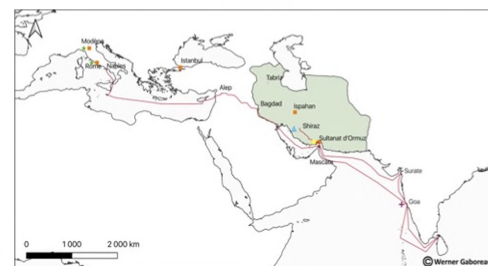 Modène
Rome
Naples
Istanbul
Tabriz
Alep
Bagdad
Ispahan
Shiraz
Sultanat d'Ormuz
Mascate
Surate
Goa
0 1 000 2 000 km
© Werner Gaboreau